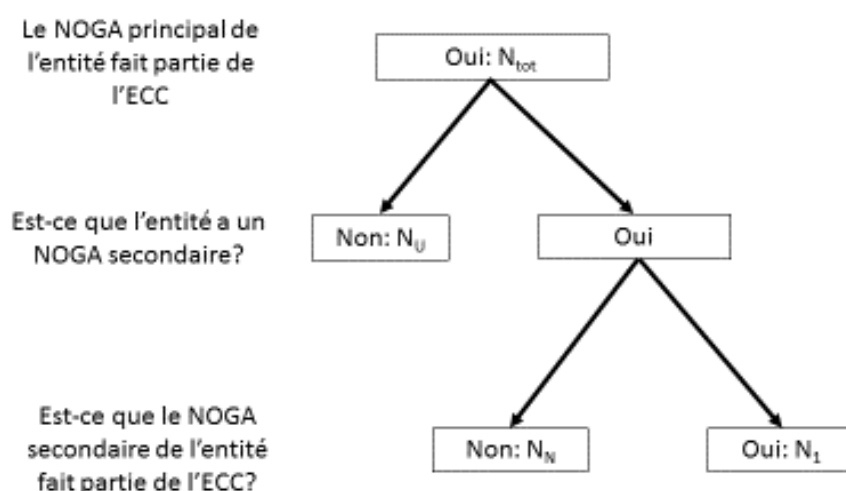 Le NOGA principal de
l'entité fait partie de
l'ECC
Oui: Ntot
Est-ce que l'entité a un
NOGA secondaire?
Non: NU
Oui
Est-ce que le NOGA
secondaire de l'entité
fait partie de l'ECC?
Non: NN
Oui: N1